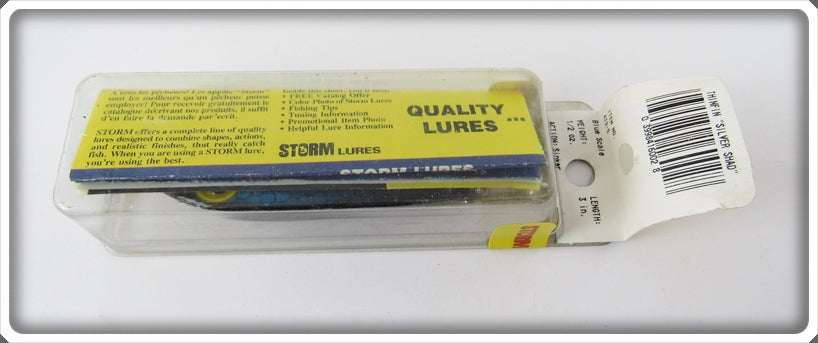 A tous les pêcheurs! Les appâts "Storm"
sont les meilleurs qu'un pêcheur puisse
employer! Pour recevoir gratuitement le
catalogue décrivant nos produits, il suffit
d'en faire la demande par écrit.
STORM offers a complete line of quality
lures designed to combine shapes, actions,
and realistic finishes, that really catch
fish. When you are using a STORM lure,
you're using the best.
• FREE Catalog Offer
• Color Photo of Storm Lures
• Fishing Tips
• Tuning Information
• Promotional Item Photo
• Helpful Lure Information
STORM LURES
QUALITY
LURES
STORM LURES
STORM
Blue Scale
WEIGHT:
1/2 oz.
LENGTH:
3 in.
THINFIN "SILVER SHAD"